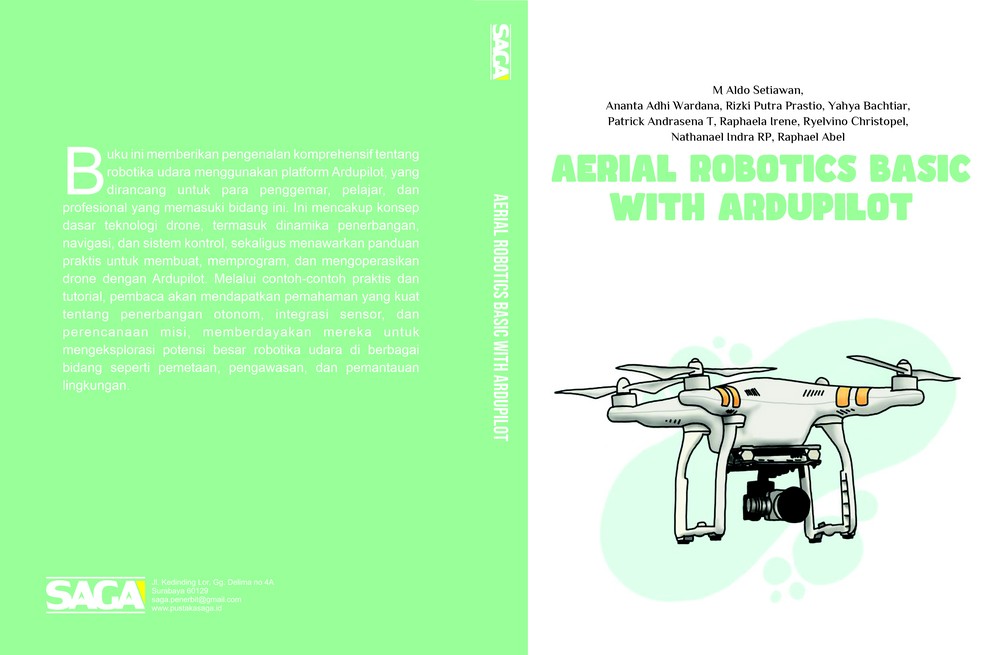 Buku ini memberikan pengenalan komprehensif tentang
robotika udara menggunakan platform Ardupilot, yang
dirancang untuk para penggemar, pelajar, dan
profesional yang memasuki bidang ini. Ini mencakup konsep
dasar teknologi drone, termasuk dinamika penerbangan,
navigasi, dan sistem kontrol, sekaligus menawarkan panduan
praktis untuk membuat, memprogram, dan mengoperasikan
drone dengan Ardupilot. Melalui contoh-contoh praktis dan
tutorial, pembaca akan mendapatkan pemahaman yang kuat
tentang penerbangan otonom, integrasi sensor, dan
perencanaan misi, memberdayakan mereka untuk
mengeksplorasi potensi besar robotika udara di berbagai
bidang seperti pemetaan, pengawasan, dan pemantauan
lingkungan.
SAGA
Jl. Kedinding Lor, Gg. Delima no 4A,
Surabaya 60129
saga.penerbit@gmail.com
www.pustakasaga.id
SAGA
AERIAL ROBOTICS BASIC WITH ARDUPILOT
M Aldo Setiawan,
Ananta Adhi Wardana, Rizki Putra Prastio, Yahya Bachtiar,
Patrick Andrasena T, Raphaela Irene, Ryelvino Christopel,
Nathanael Indra RP, Raphael Abel
AERIAL ROBOTICS BASIC
WITH ARDUPILOT